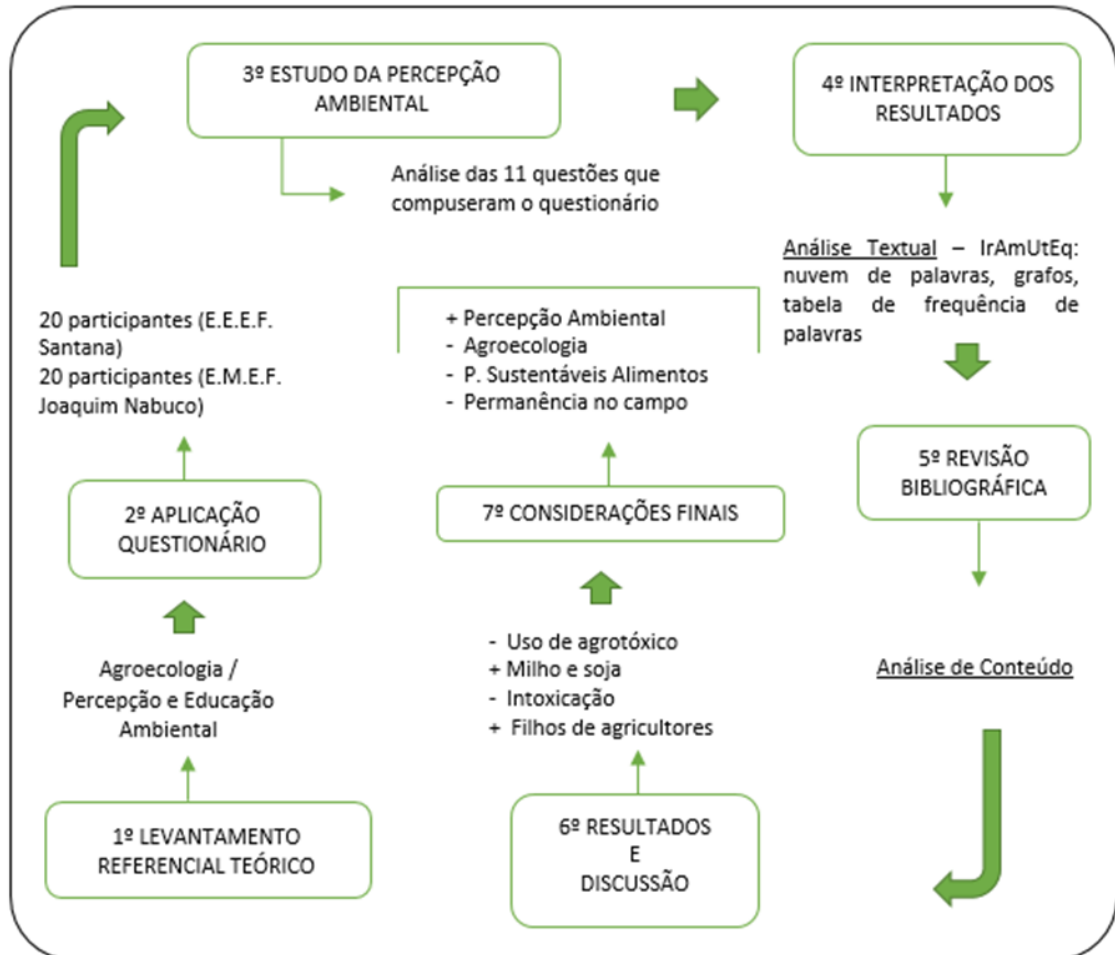 3º ESTUDO DA PERCEPÇÃO
AMBIENTAL
4º INTERPRETAÇÃO DOS
RESULTADOS
Análise das 11 questões que
compuseram o questionário
Análise Textual – IrAmUtEq:
nuvem de palavras, grafos,
tabela de frequência de
palavras
20 participantes (E.E.E.F.
Santana)
20 participantes (E.M.E.F.
Joaquim Nabuco)
+ Percepção Ambiental
- Agroecologia
- P. Sustentáveis Alimentos
- Permanência no campo
5º REVISÃO
BIBLIOGRÁFICA
2º APLICAÇÃO
QUESTIONÁRIO
7º CONSIDERAÇÕES FINAIS
- Uso de agrotóxico
+ Milho e soja
- Intoxicação
+ Filhos de agricultores
Análise de Conteúdo
Agroecologia /
Percepção e Educação
Ambiental
1º LEVANTAMENTO
REFERENCIAL TEÓRICO
6º RESULTADOS
E
DISCUSSÃO